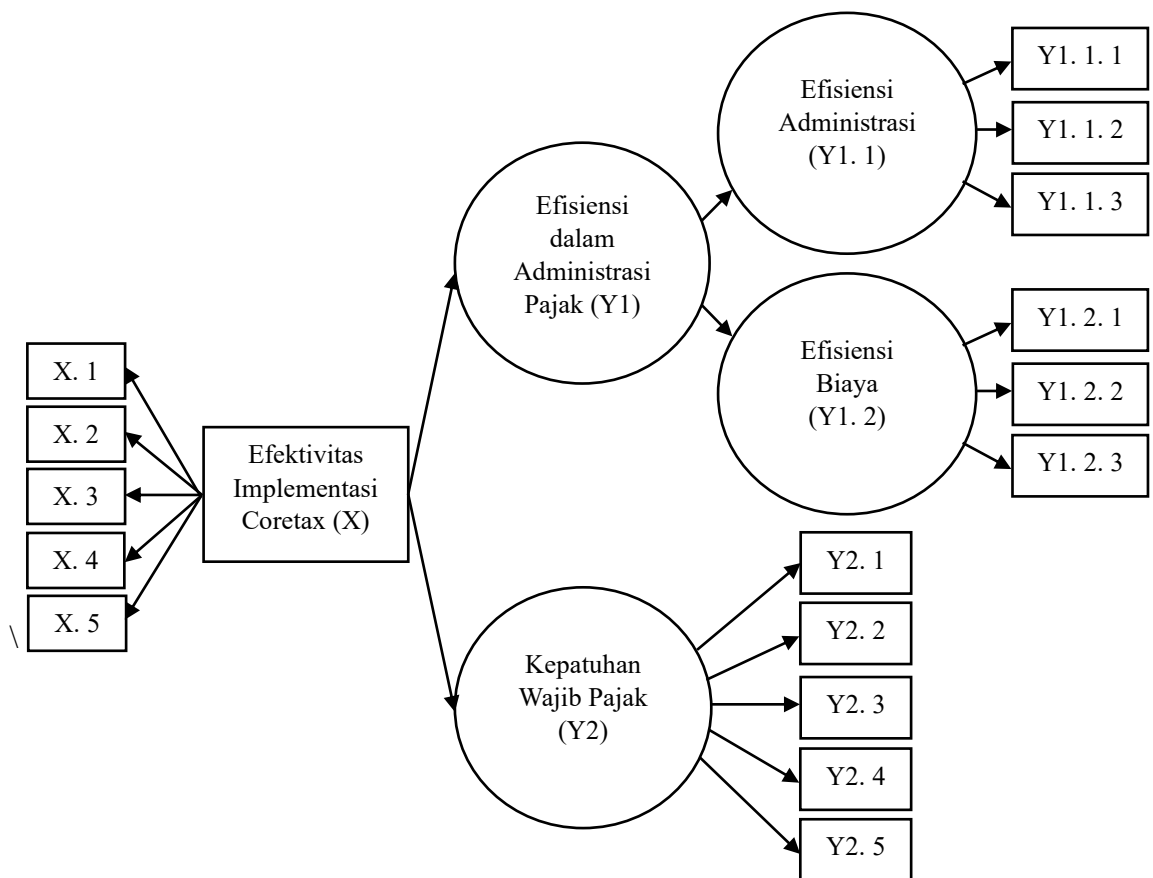 Y1. 1. 1
Efisiensi
Administrasi
(Y1. 1)
Y1. 1. 2
Y1. 1. 3
Efisiensi
dalam
Administrasi
Pajak (Y1)
Y1. 2. 1
Efisiensi
Biaya
(Y1. 2)
Y1. 2. 2
Y1. 2. 3
X. 1
X. 2
X. 3
X. 4
\ X. 5
Efektivitas
Implementasi
Coretax (X)
Kepatuhan
Wajib Pajak
(Y2)
Y2. 1
Y2. 2
Y2. 3
Y2. 4
Y2. 5